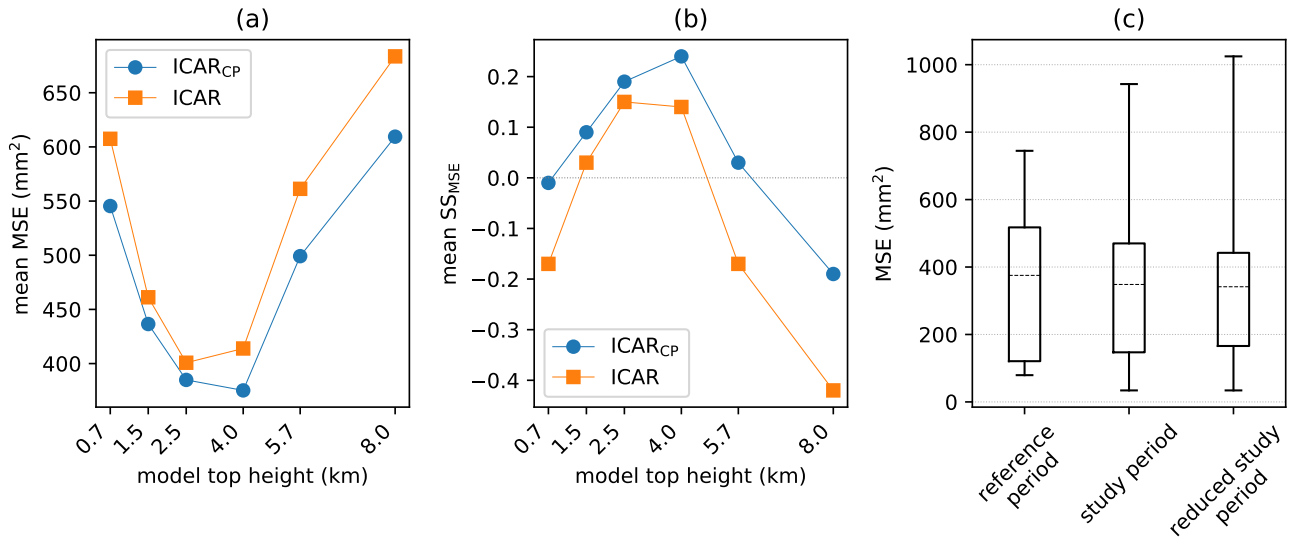 (a)
mean MSE (mm²)
650
600
550
500
450
400
ICAR_CP
ICAR
0.7
1.5
2.5
4.0
5.7
8.0
model top height (km)
(b)
mean SS_MSE
0.2
0.1
0.0
−0.1
−0.2
−0.3
−0.4
ICAR_CP
ICAR
0.7
1.5
2.5
4.0
5.7
8.0
model top height (km)
(c)
MSE (mm²)
1000
800
600
400
200
0
reference
period
study period
reduced study
period